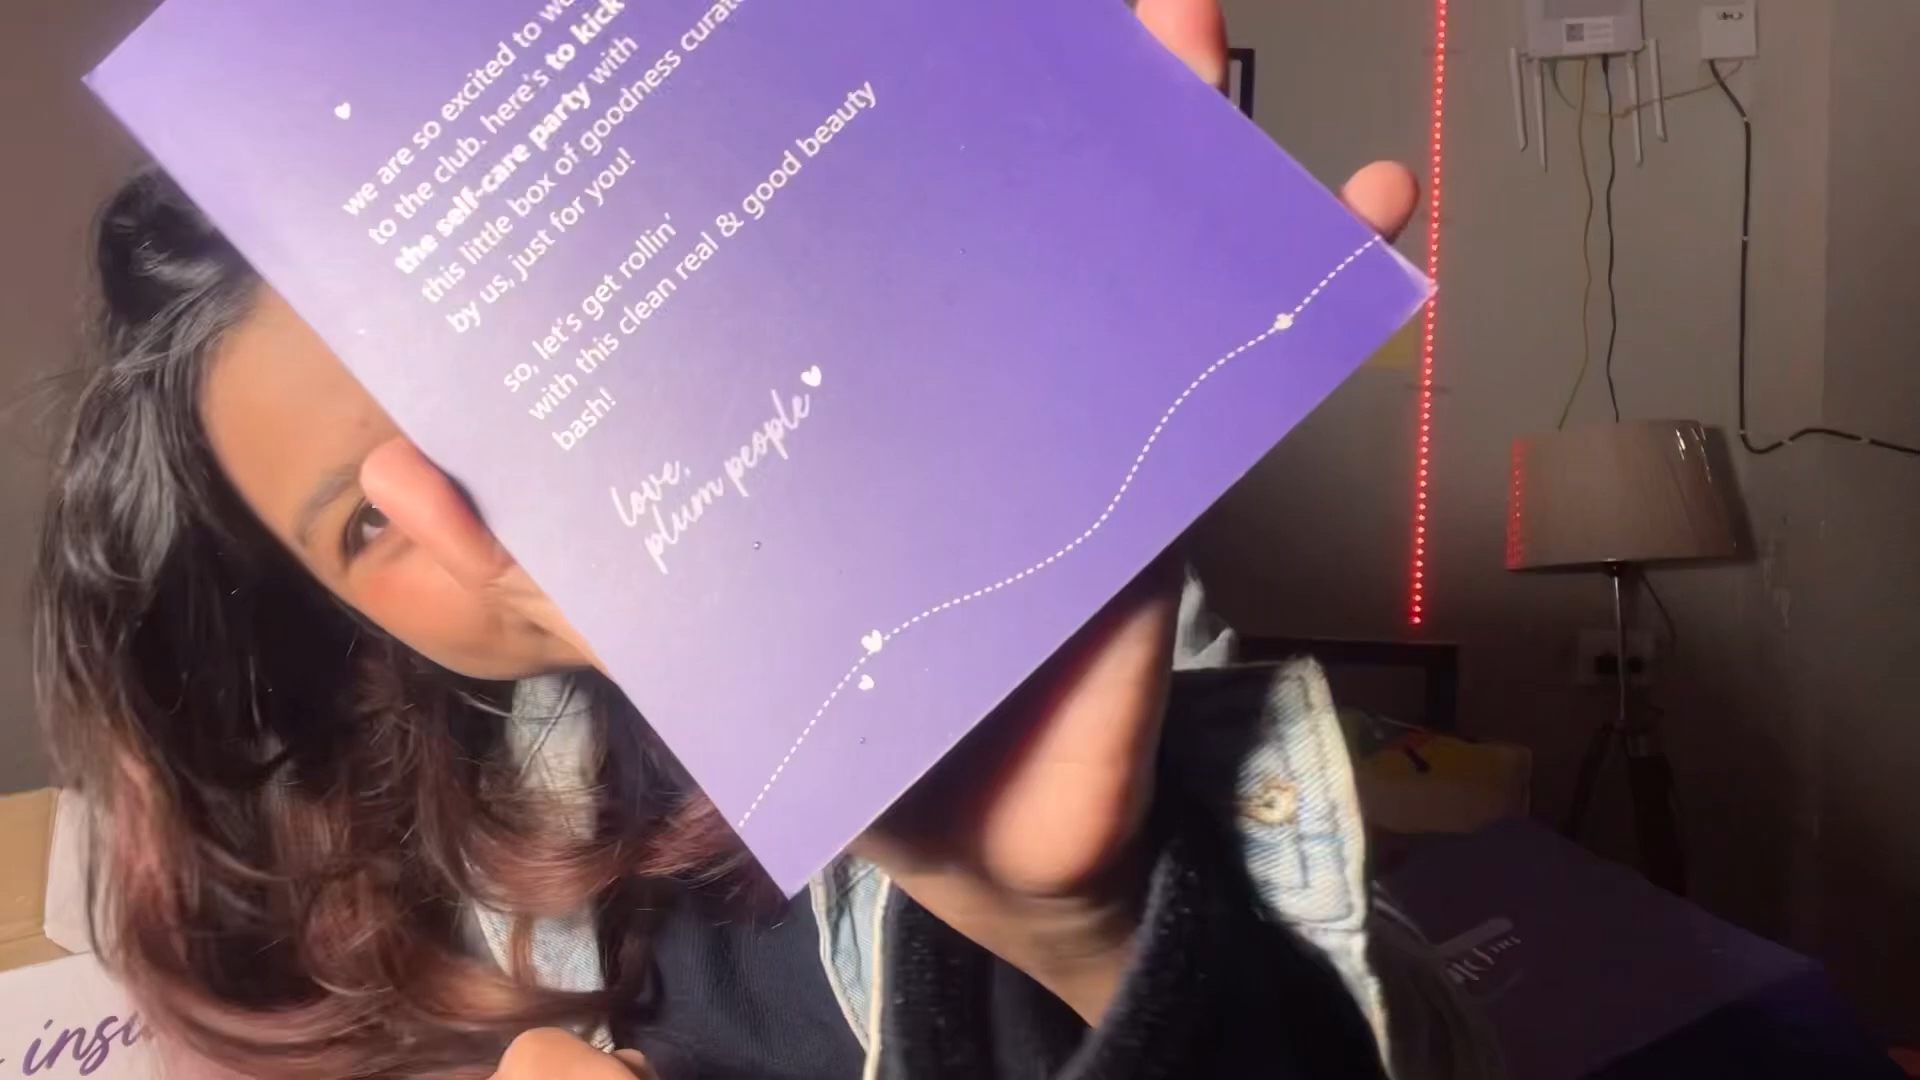 we are so excited to
to the club. here's to kick
the self-care party with
this little box of goodness
by us, just for you!
so, let's get rollin'
with this clean real & good beauty
bash!
love,
plum people